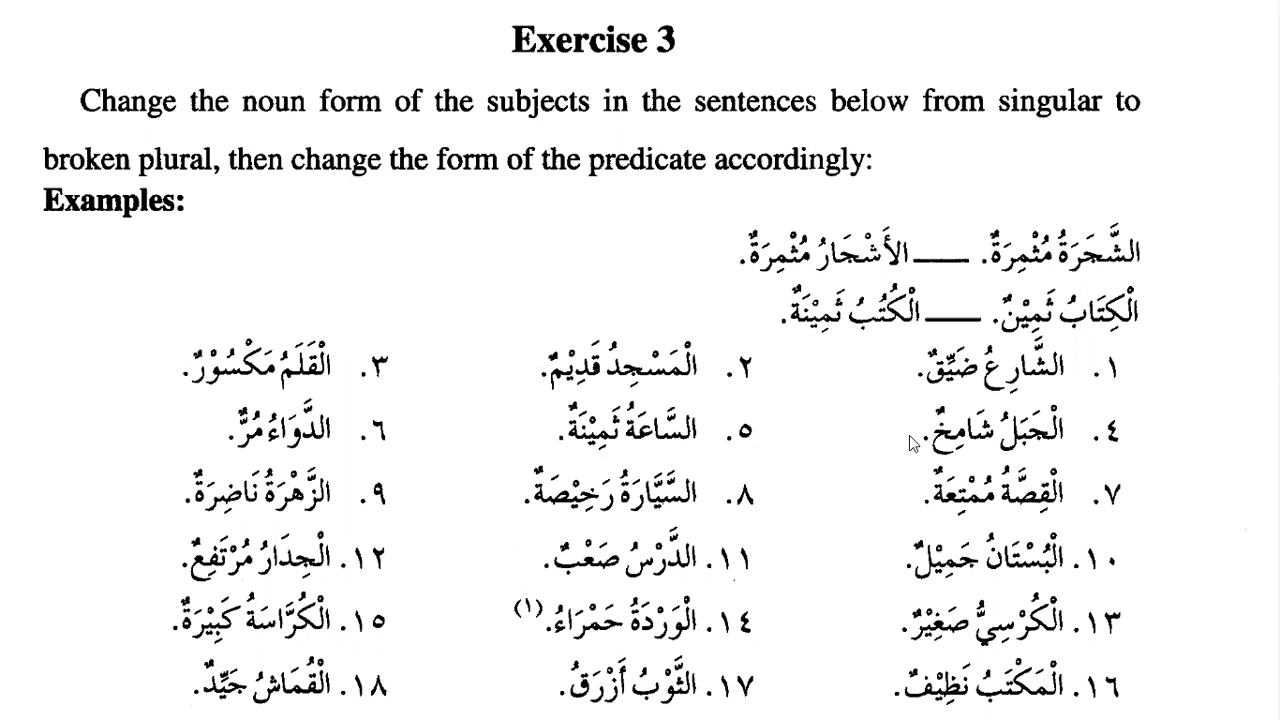 Exercise 3
Change the noun form of the subjects in the sentences below from singular to
broken plural, then change the form of the predicate accordingly:
Examples:
الشَّجَرَةُ مُثْمِرَةٌ. ـــــ الأَشْجَارُ مُثْمِرَةٌ.
الْكِتَابُ ثَمِيْنٌ. ـــــ الْكُتُبُ ثَمِيْنَةٌ.
١. الشَّارِعُ ضَيِّقٌ. ٢. الْمَسْجِدُ قَدِيْمٌ. ٣. الْقَلَمُ مَكْسُوْرٌ.
٤. الْجَبَلُ شَامِخٌ. ٥. السَّاعَةُ ثَمِيْنَةٌ. ٦. الدَّوَاءُ مُرٌّ.
٧. الْقِصَّةُ مُمْتِعَةٌ. ٨. السَّيَّارَةُ رَخِيْصَةٌ. ٩. الزَّهْرَةُ نَاضِرَةٌ.
١٠. الْبُسْتَانُ جَمِيْلٌ. ١١. الدَّرْسُ صَعْبٌ. ١٢. الْجِدَارُ مُرْتَفِعٌ.
١٣. الْكُرْسِيُّ صَغِيْرٌ. ١٤. الْوَرْدَةُ حَمْرَاءُ.(١) ١٥. الْكُرَّاسَةُ كَبِيْرَةٌ.
١٦. الْمَكْتَبُ نَظِيْفٌ. ١٧. الثَّوْبُ أَزْرَقُ. ١٨. الْقُمَاشُ جَيِّدٌ.